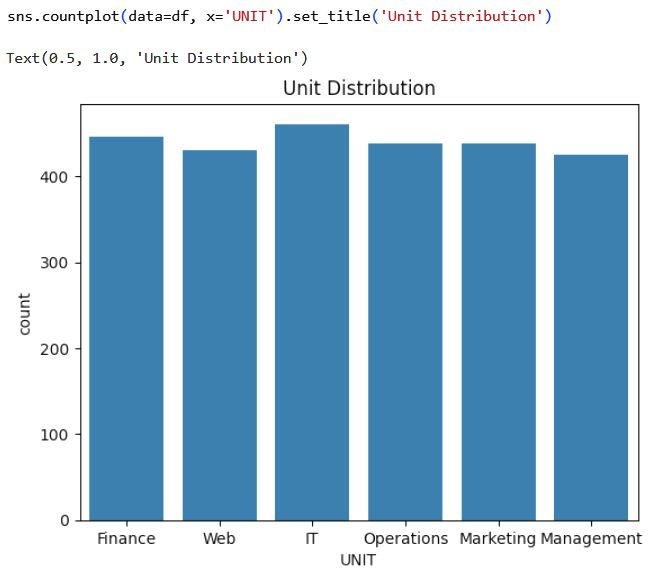 sns.countplot(data=df, x='UNIT').set_title('Unit Distribution')
Text(0.5, 1.0, 'Unit Distribution')
Unit Distribution
400
300
200
100
0
count
Finance Web IT Operations Marketing Management
UNIT